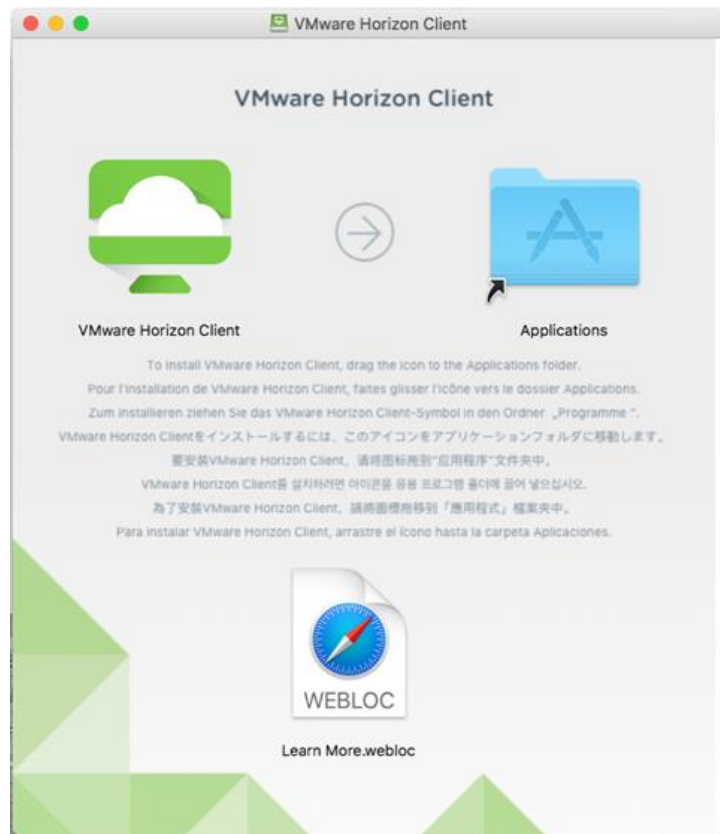 VMware Horizon Client
VMware Horizon Client
VMware Horizon Client
Applications
To install VMware Horizon Client, drag the icon to the Applications folder.
Pour l'installation de VMware Horizon Client, faites glisser l'icône vers le dossier Applications.
Zum installieren ziehen Sie das VMware Horizon Client-Symbol in den Ordner „Programme “.
VMware Horizon Clientをインストールするには、このアイコンをアプリケーションフォルダに移動します。
要安装VMware Horizon Client，请将图标拖到“应用程序”文件夹中。
VMware Horizon Client를 설치하려면 아이콘을 응용 프로그램 폴더에 끌어 넣으십시오.
為了安裝VMware Horizon Client，請將圖標拖移到「應用程式」檔案夾中。
Para instalar VMware Horizon Client, arrastre el ícono hasta la carpeta Aplicaciones.
WEBLOC
Learn More.webloc